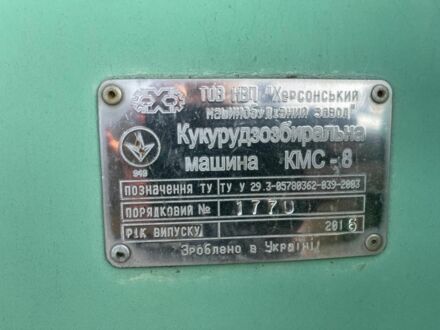 ТОВ НВП "Херсонський
машинобудівний завод"
Кукурудзозбиральна
машина КМС - 8
943
ПОЗНАЧЕННЯ ТУ ТУ У 29.3-05780362-039-2003
ПОРЯДКОВИЙ № 1770
РІК ВИПУСКУ 2016
Зроблено в Україні